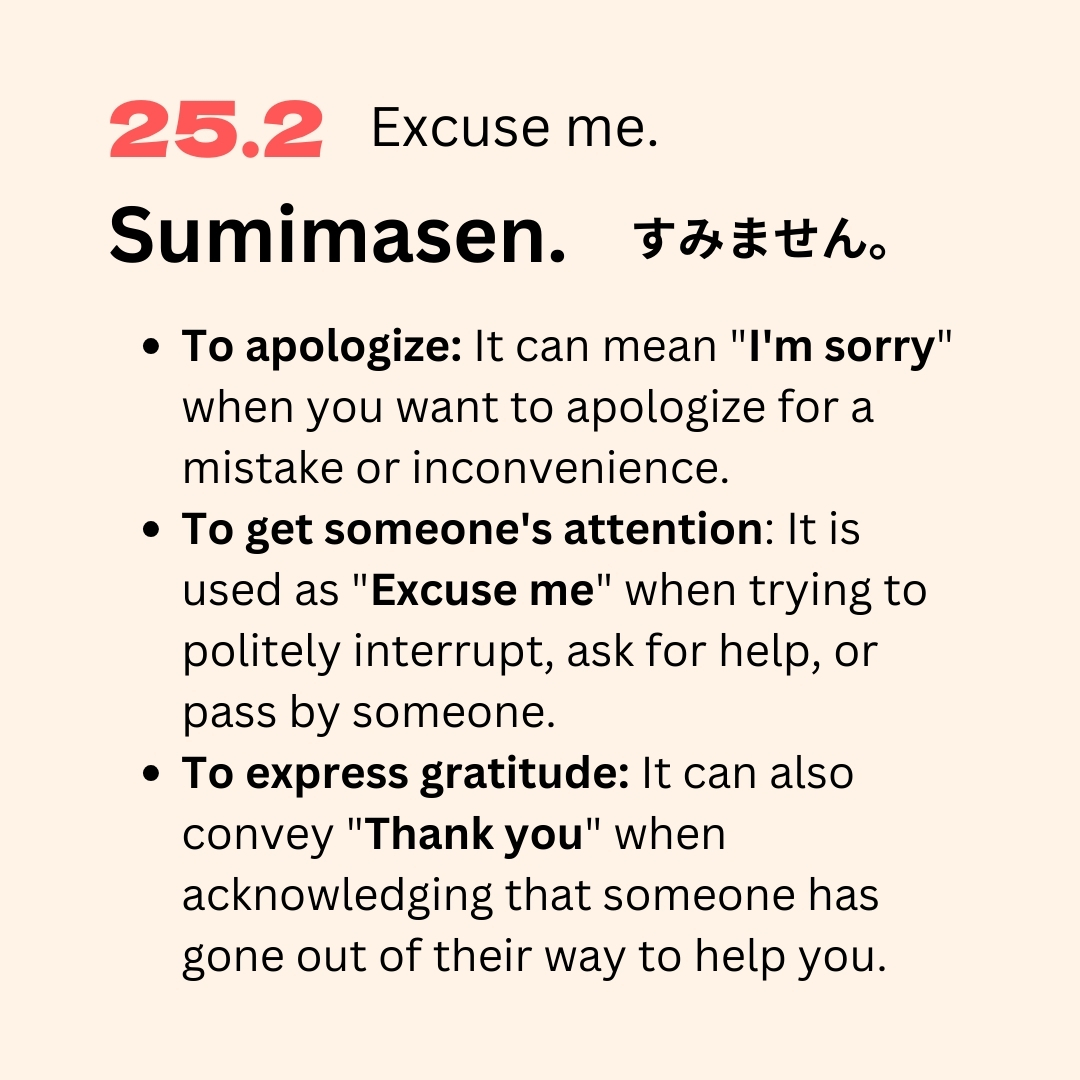 25.2 Excuse me.
Sumimasen. すみません。
• To apologize: It can mean "I'm sorry"
when you want to apologize for a
mistake or inconvenience.
• To get someone's attention: It is
used as "Excuse me" when trying to
politely interrupt, ask for help, or
pass by someone.
• To express gratitude: It can also
convey "Thank you" when
acknowledging that someone has
gone out of their way to help you.